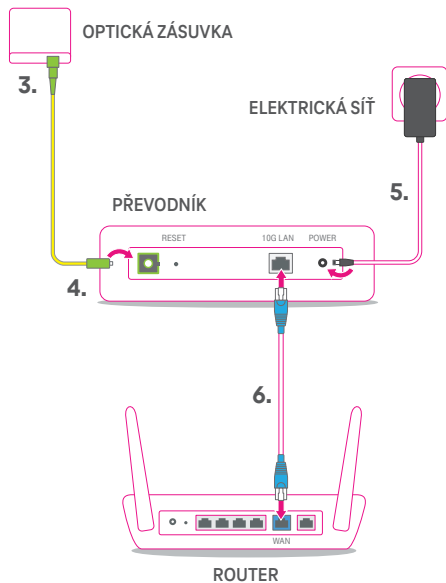 OPTICKÁ ZÁSUVKA
3.
ELEKTRICKÁ SÍŤ
5.
PŘEVODNÍK
RESET
10G LAN
POWER
4.
6.
WAN
ROUTER